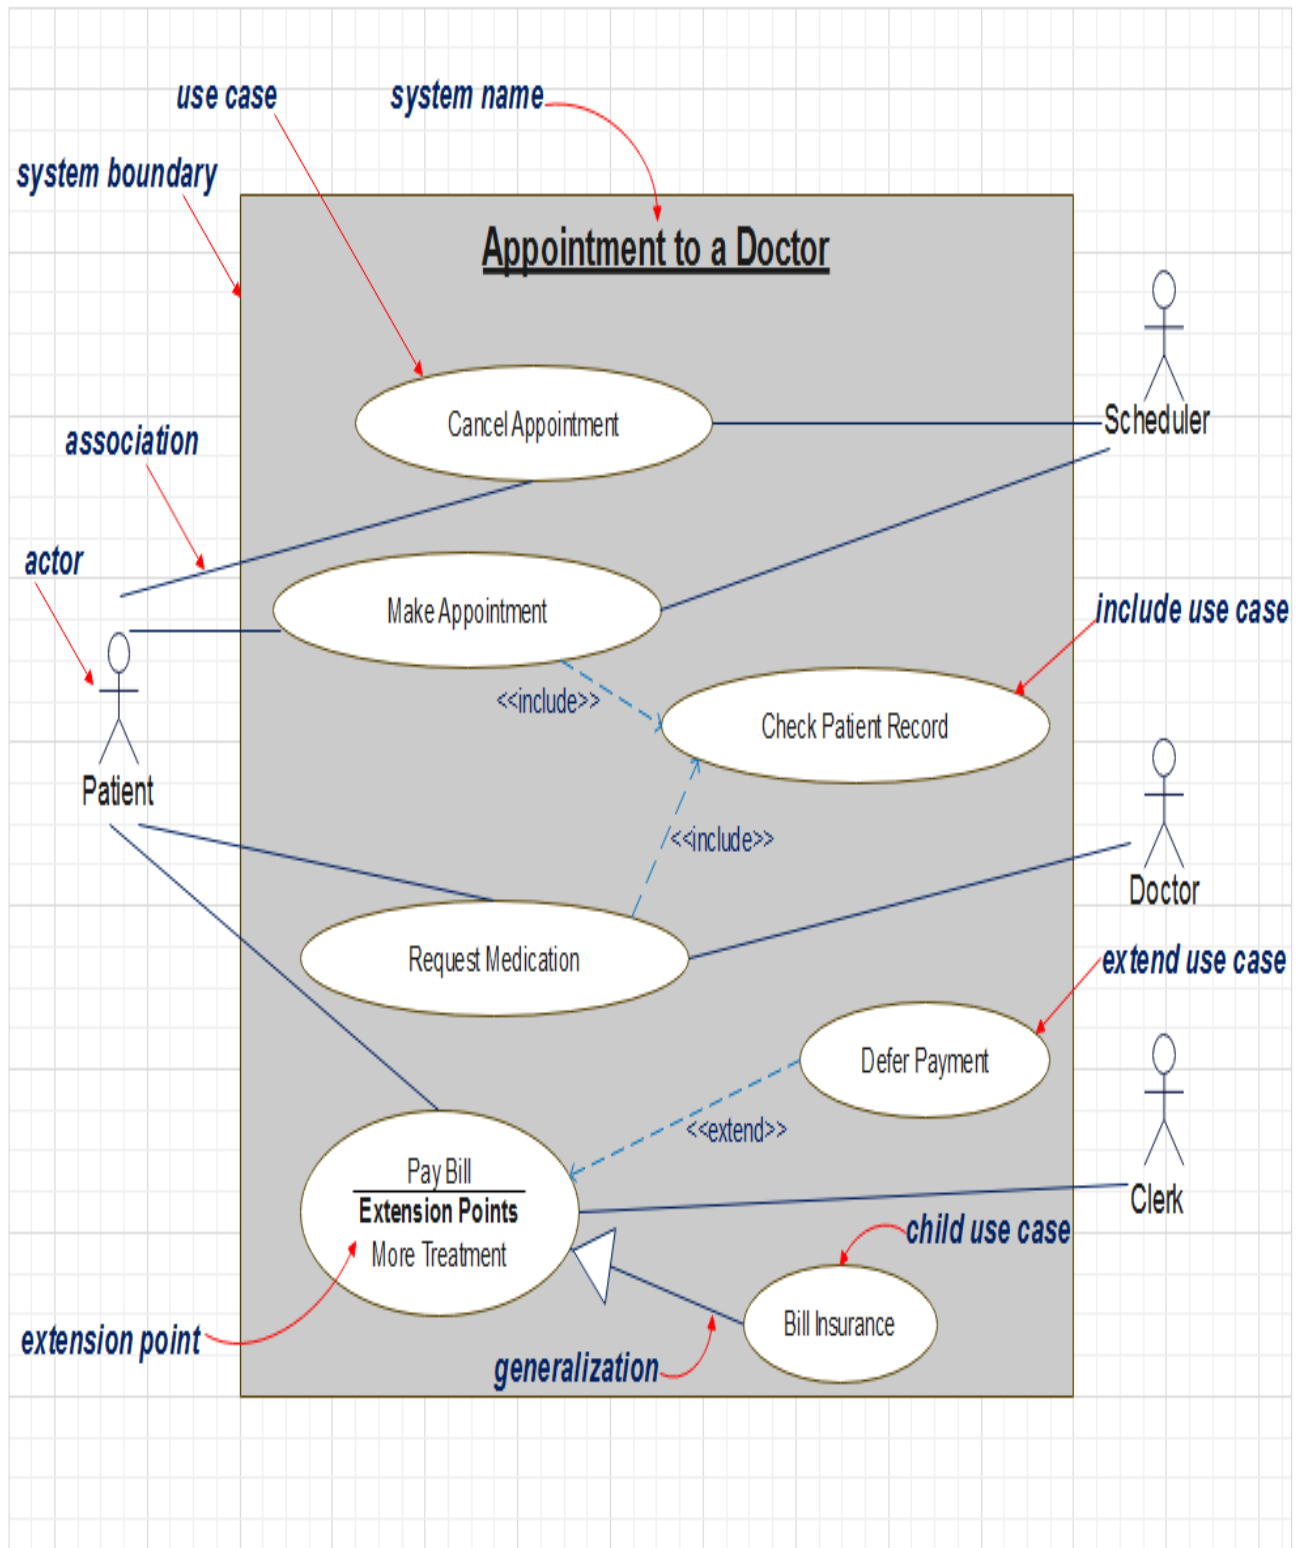 use case
system name
system boundary
Appointment to a Doctor
Cancel Appointment
Scheduler
association
actor
Make Appointment
include use case
<<include>>
Check Patient Record
Patient
<<include>>
Doctor
Request Medication
extend use case
Defer Payment
<<extend>>
Pay Bill
Extension Points
More Treatment
Clerk
child use case
Bill Insurance
extension point
generalization